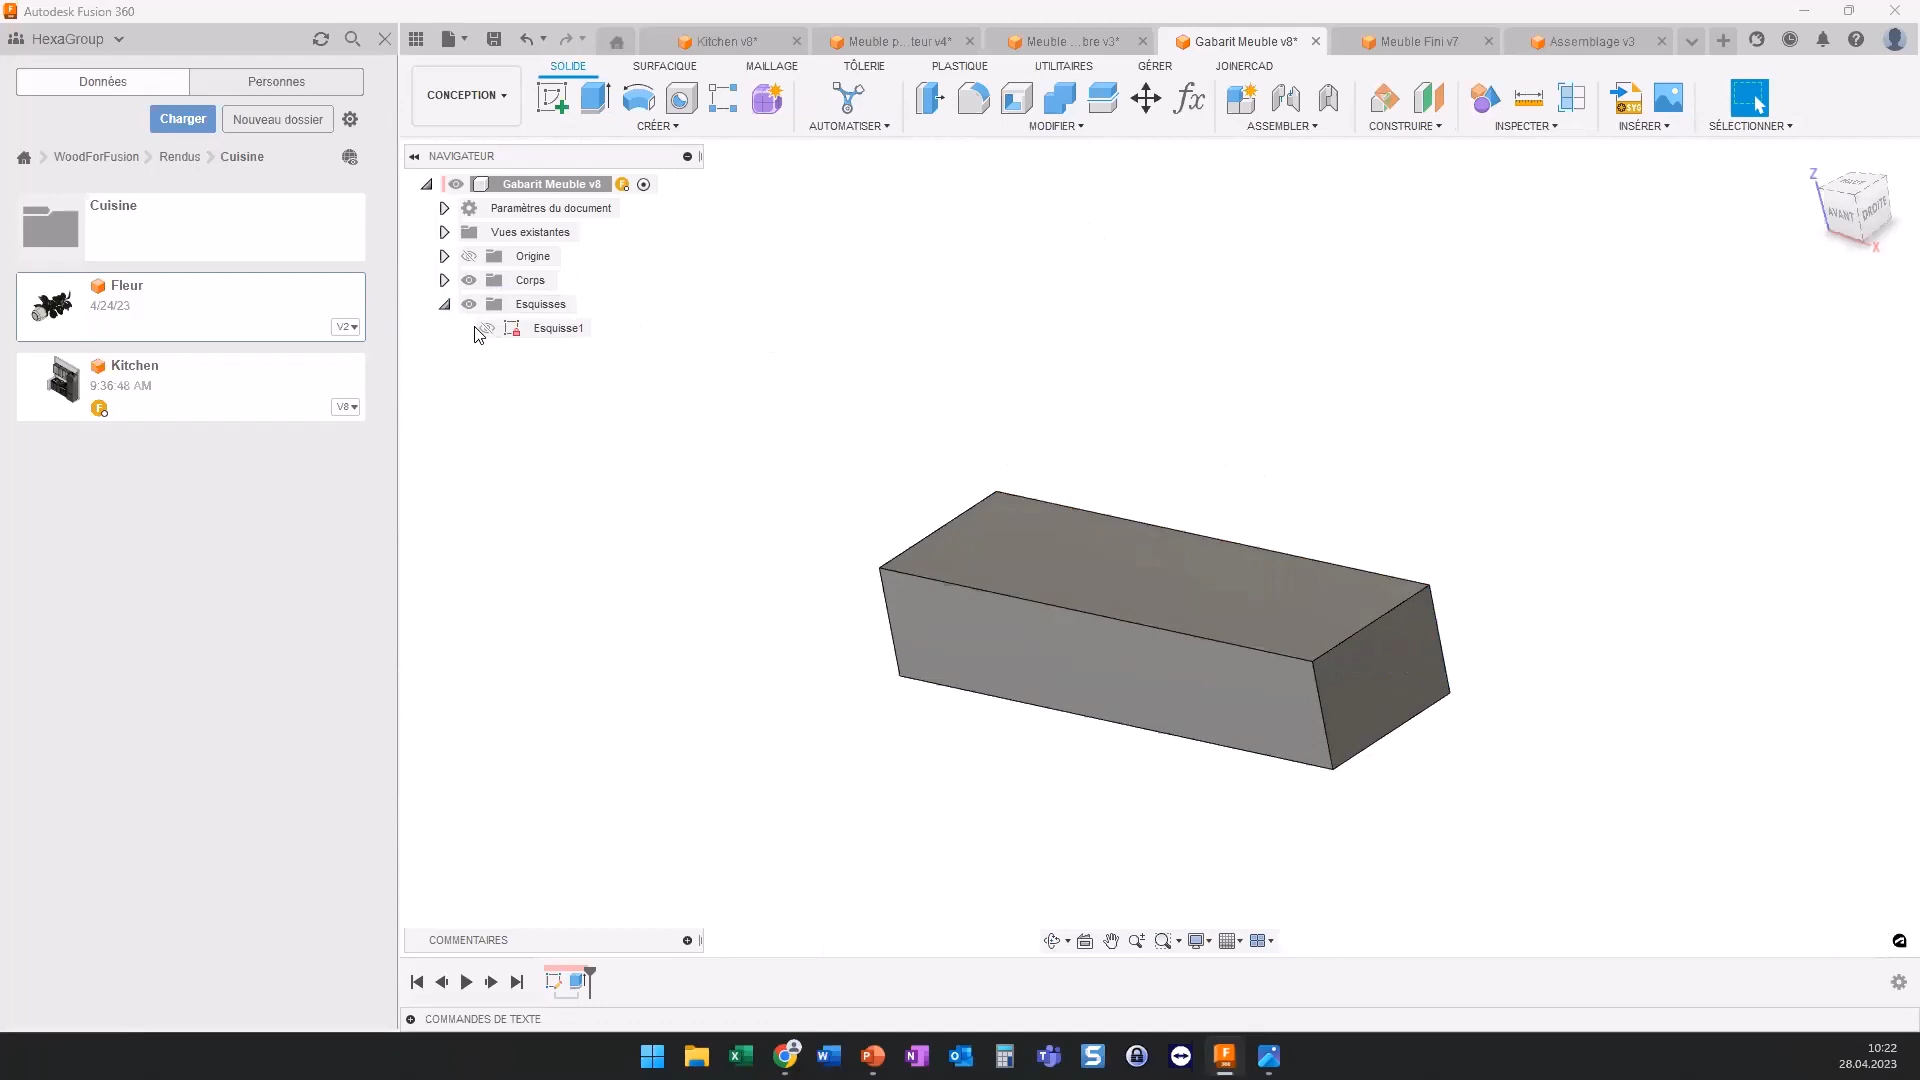 Autodesk Fusion 360
HexaGroup
Kitchen v8*
Meuble p...teur v4*
Meuble ...bre v3*
Gabarit Meuble v8*
Meuble Fini v7
Assemblage v3
Données
Personnes
Charger
Nouveau dossier
WoodForFusion
Rendus
Cuisine
Cuisine
Fleur
4/24/23
V2
Kitchen
9:36:48 AM
V8
CONCEPTION
SOLIDE
SURFACIQUE
MAILLAGE
TÔLERIE
PLASTIQUE
UTILITAIRES
GÉRER
JOINERCAD
CRÉER
AUTOMATISER
MODIFIER
ASSEMBLER
CONSTRUIRE
INSPECTER
INSÉRER
SÉLECTIONNER
NAVIGATEUR
Gabarit Meuble v8
Paramètres du document
Vues existantes
Origine
Corps
Esquisses
Esquisse1
Z
HAUT
AVANT
DROITE
X
COMMENTAIRES
COMMANDES DE TEXTE
10:22
28.04.2023